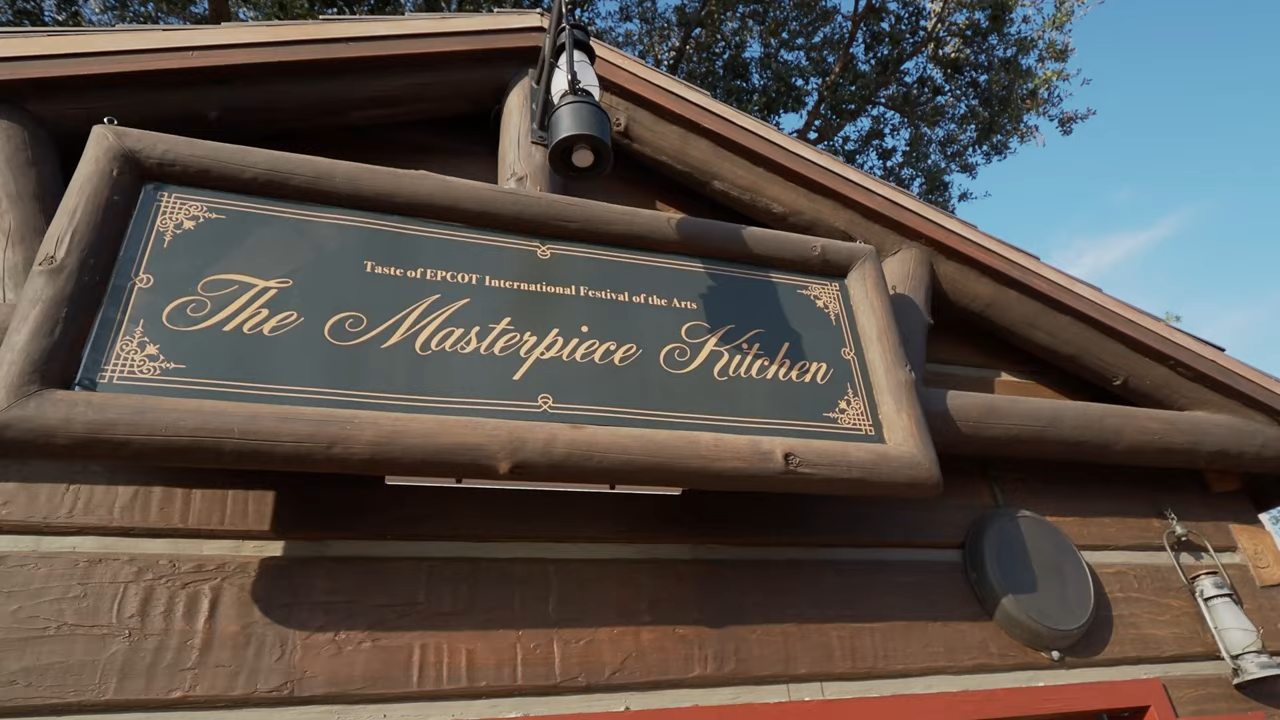 Taste of EPCOT International Festival of the Arts
The Masterpiece Kitchen